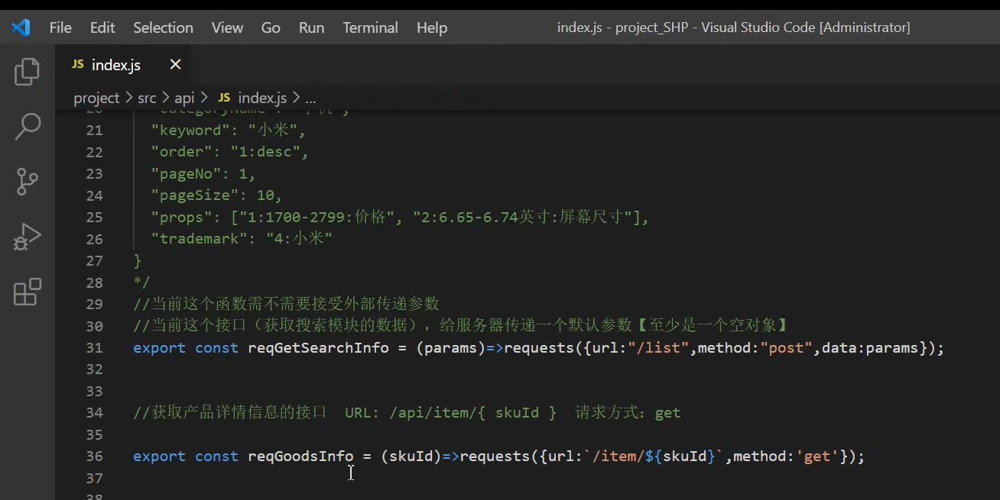 File Edit Selection View Go Run Terminal Help index.js - project_SHP - Visual Studio Code [Administrator]
JS index.js ×
project > src > api > JS index.js > ...
20 "categoryName": "手机",
21 "keyword": "小米",
22 "order": "1:desc",
23 "pageNo": 1,
24 "pageSize": 10,
25 "props": ["1:1700-2799:价格", "2:6.65-6.74英寸:屏幕尺寸"],
26 "trademark": "4:小米"
27 }
28 */
29 //当前这个函数需不需要接受外部传递参数
30 //当前这个接口（获取搜索模块的数据），给服务器传递一个默认参数【至少是一个空对象】
31 export const reqGetSearchInfo = (params)=>requests({url:"/list",method:"post",data:params});
32
33
34 //获取产品详情信息的接口 URL: /api/item/{ skuId } 请求方式：get
35
36 export const reqGoodsInfo = (skuId)=>requests({url:`/item/${skuId}`,method:'get'});
37
38